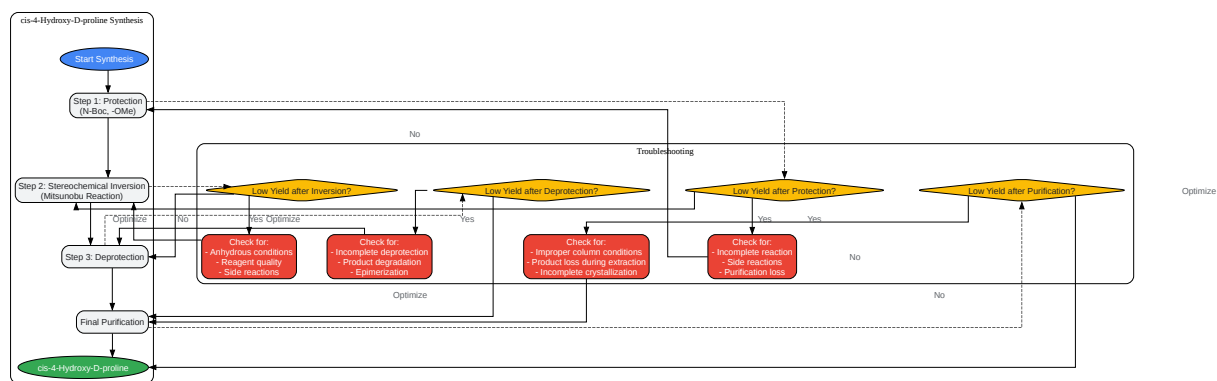 cis-4-Hydroxy-D-proline Synthesis
Start Synthesis
Step 1: Protection
(N-Boc, -OMe)
No
Troubleshooting
Step 2: Stereochemical Inversion
(Mitsunobu Reaction)
Low Yield after Inversion?
Low Yield after Deprotection?
Low Yield after Protection?
Low Yield after Purification?
Optimize
Optimize
No
Yes
Optimize
Yes
Yes
Yes
Check for:
- Anhydrous conditions
- Reagent quality
- Side reactions
Check for:
- Incomplete deprotection
- Product degradation
- Epimerization
Check for:
- Improper column conditions
- Product loss during extraction
- Incomplete crystallization
Check for:
- Incomplete reaction
- Side reactions
- Purification loss
Step 3: Deprotection
No
Optimize
No
Final Purification
cis-4-Hydroxy-D-proline